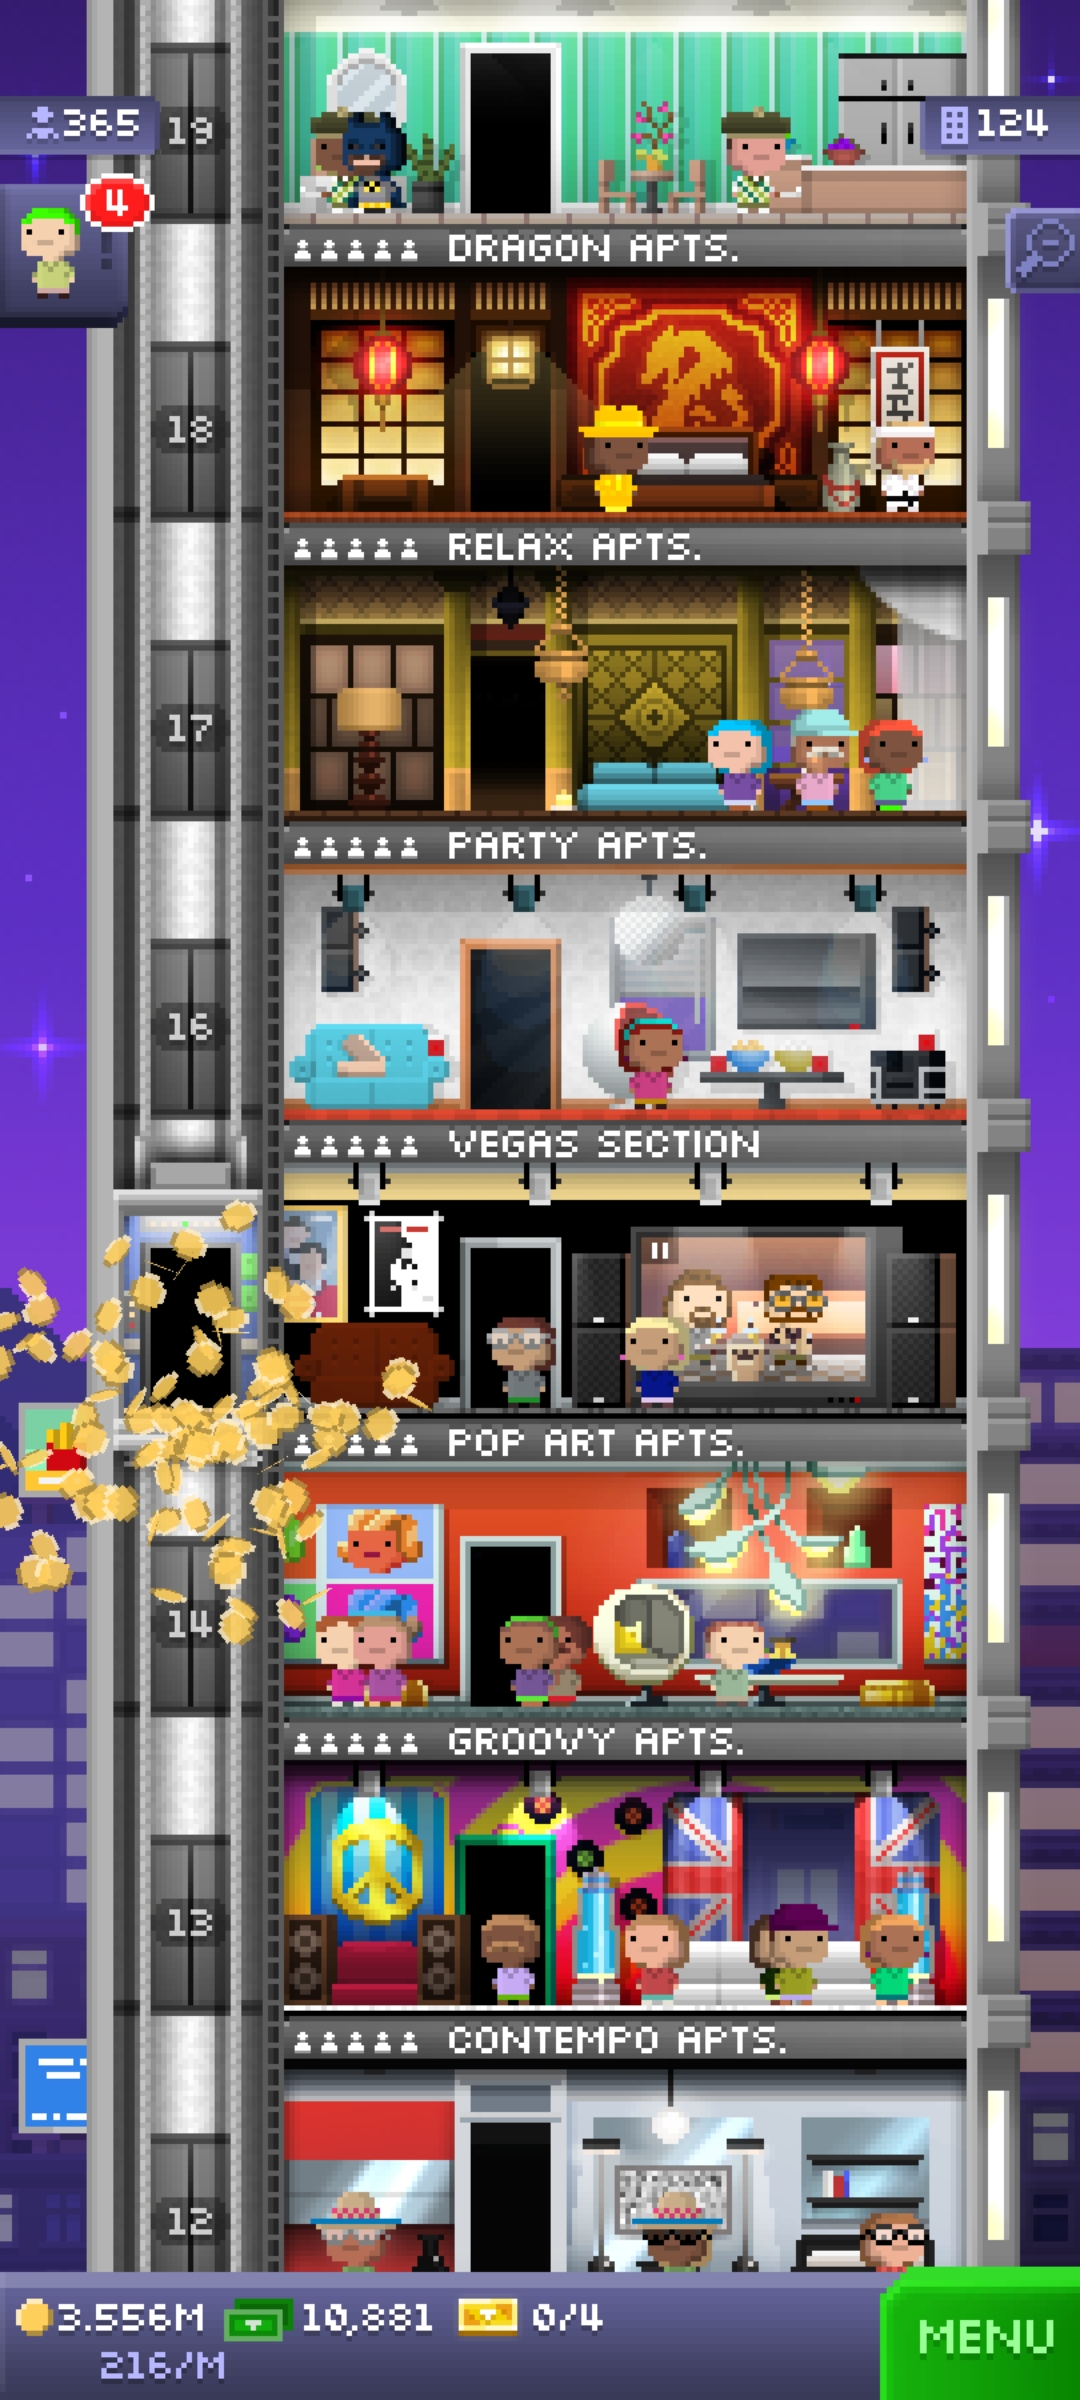 365
19
124
4
DRAGON APTS.
18
RELAX APTS.
17
PARTY APTS.
16
VEGAS SECTION
POP ART APTS.
14
GROOVY APTS.
13
CONTEMPO APTS.
12
3.556M
10,881
0/4
216/M
MENU